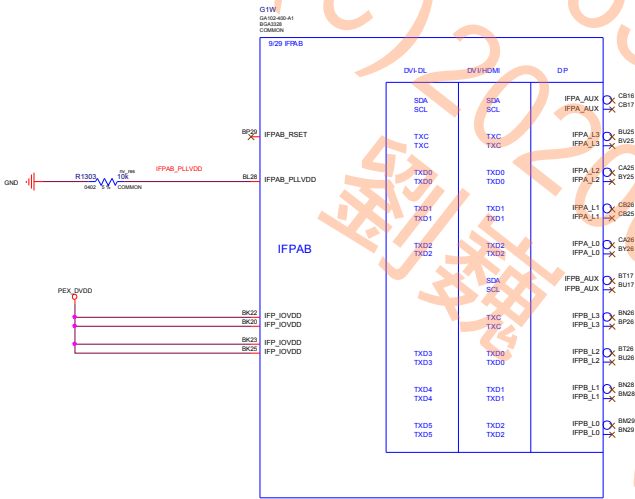 G1W
GA102-400-A1
BGA3328
COMMON
9/29 IFPAB
DVI-DL DVI/HDMI DP
SDA SDA IFPA_AUX CB16
SCL SCL IFPA_AUX CB17
BP29 IFPAB_RSET
TXC TXC IFPA_L3 BU25
TXC TXC IFPA_L3 BV25
GND R1303 10k IFPAB_PLLVDD BL28 IFPAB_PLLVDD
0402 5 % COMMON
TXD0 TXD0 IFPA_L2 CA25
TXD0 TXD0 IFPA_L2 BY25
TXD1 TXD1 IFPA_L1 CB26
TXD1 TXD1 IFPA_L1 CB25
IFPAB
TXD2 TXD2 IFPA_L0 CA26
TXD2 TXD2 IFPA_L0 BY26
SDA IFPB_AUX BT17
SCL IFPB_AUX BU17
PEX_DVDD
BK22 IFP_IOVDD
BK20 IFP_IOVDD
BK23 IFP_IOVDD
BK25 IFP_IOVDD
TXC IFPB_L3 BN26
TXC IFPB_L3 BP26
TXD3 TXD0 IFPB_L2 BT26
TXD3 TXD0 IFPB_L2 BU26
TXD4 TXD1 IFPB_L1 BN28
TXD4 TXD1 IFPB_L1 BM28
TXD5 TXD2 IFPB_L0 BM29
TXD5 TXD2 IFPB_L0 BN29
劉巍